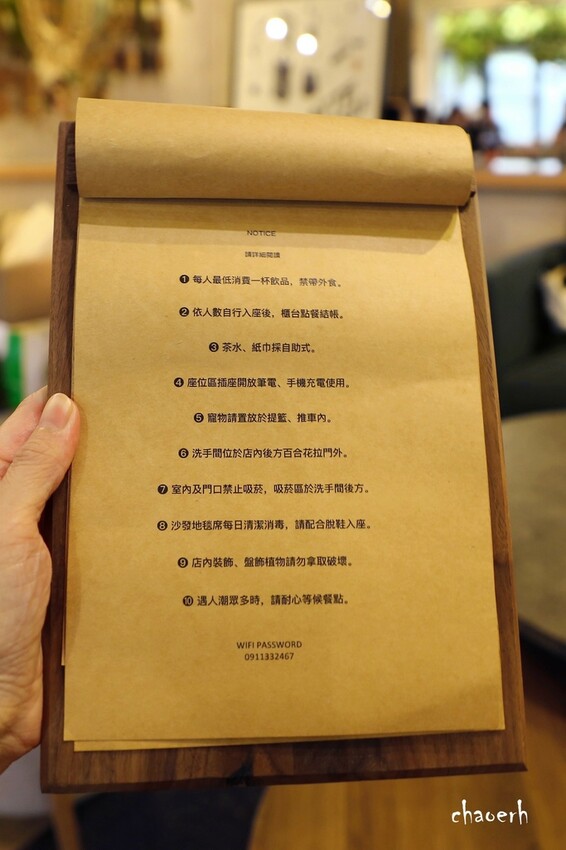 NOTICE
請詳細閱讀
❶ 每人最低消費一杯飲品，禁帶外食。
❷ 依人數自行入座後，櫃台點餐結帳。
❸ 茶水、紙巾採自助式。
❹ 座位區插座開放筆電、手機充電使用。
❺ 寵物請置放於提籃、推車內。
❻ 洗手間位於店內後方百合花拉門外。
❼ 室內及門口禁止吸菸，吸菸區於洗手間後方。
❽ 沙發地毯席每日清潔消毒，請配合脫鞋入座。
❾ 店內裝飾、盤飾植物請勿拿取破壞。
❿ 遇人潮眾多時，請耐心等候餐點。
WIFI PASSWORD
0911332467
chaoerh